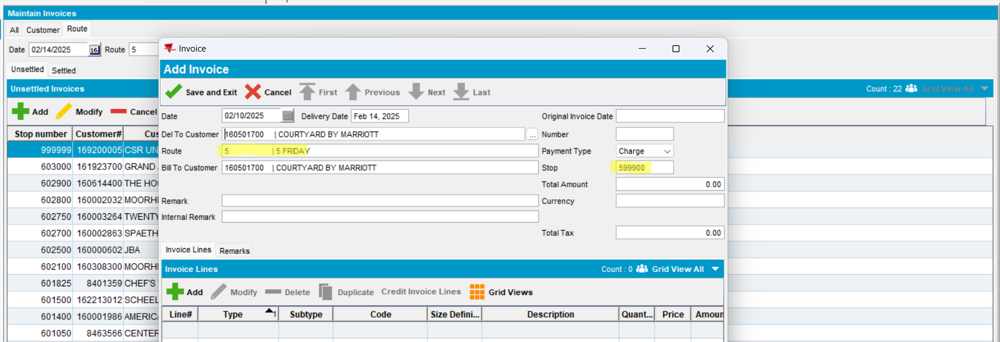 Maintain Invoices
All Customer Route
Date 02/14/2025 16 Route 5
Unsettled Settled
Unsettled Invoices
Count : 22 Grid View All
Add Modify Cancel
Stop number Customer# Cus
999999 169200005 CSR UN
603000 161923700 GRAND
602900 160614400 THE HO
602800 160002032 MOORH
602750 160003264 TWENTY
602700 160002863 SPAETH
602500 160000602 JBA
602100 160308300 MOORH
601825 8401359 CHEF'S
601500 162213012 SCHEEL
601400 160001986 AMERICA
601050 8463566 CENTER
Invoice
Add Invoice
Save and Exit Cancel First Previous Next Last
Date 02/10/2025 16 Delivery Date Feb 14, 2025 Original Invoice Date
Del To Customer 160501700 | COURTYARD BY MARRIOTT ... Number
Route 5 | 5 FRIDAY Payment Type Charge
Bill To Customer 160501700 | COURTYARD BY MARRIOTT Stop 599900
Total Amount 0.00
Remark Currency
Internal Remark
Total Tax 0.00
Invoice Lines Remarks
Invoice Lines Count : 0 Grid View All
Add Modify Delete Duplicate Credit Invoice Lines Grid Views
Line# Type 1 Subtype Code Size Defini... Description Quant... Price Amoun